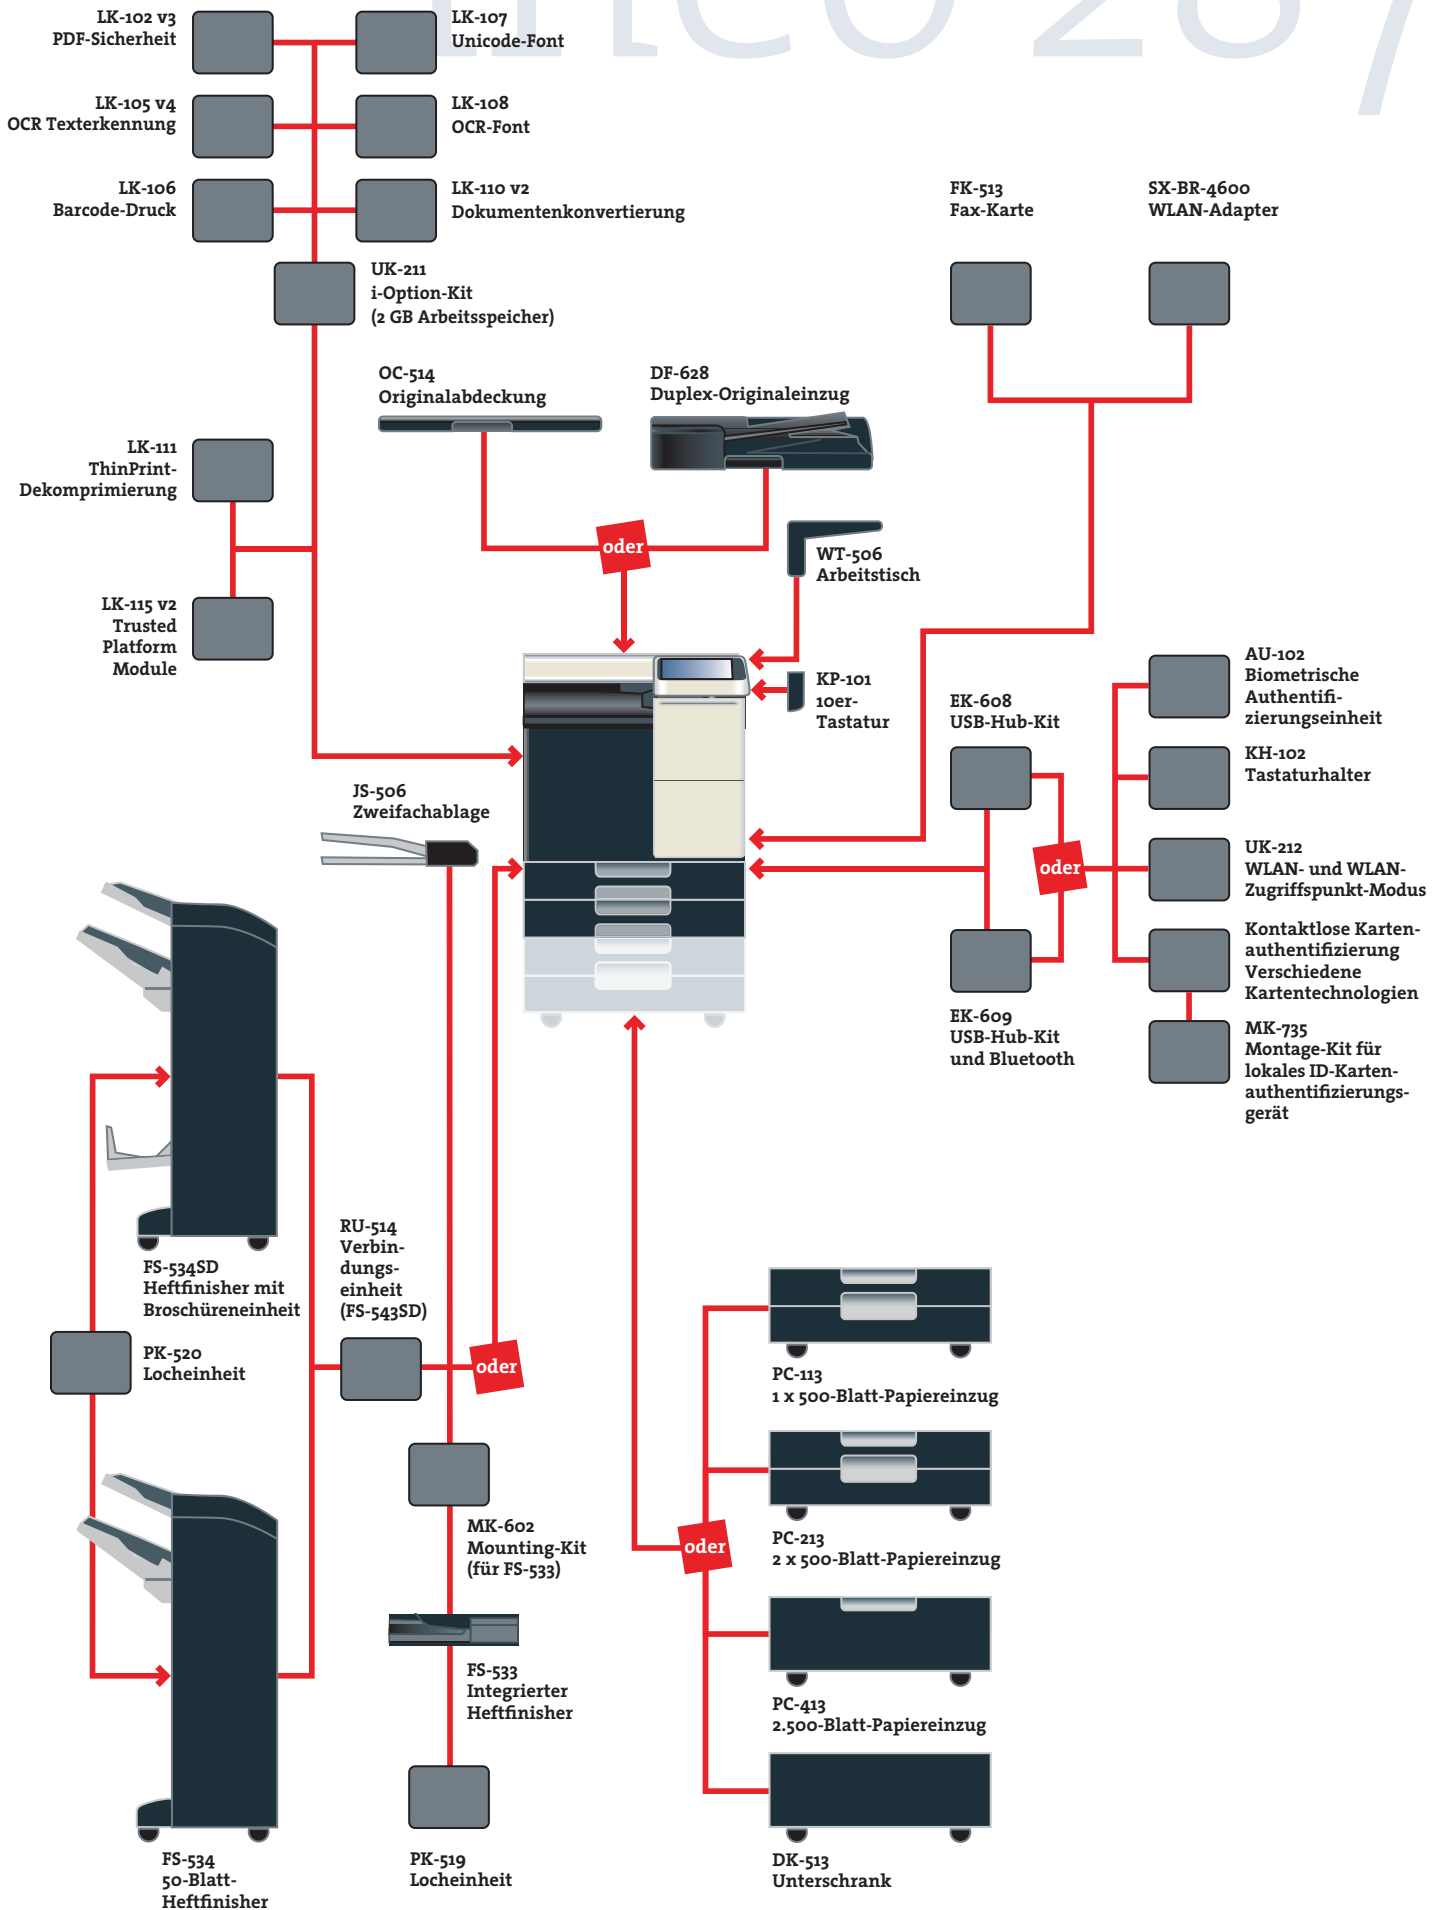 LK-102 v3
PDF-Sicherheit
LK-107
Unicode-Font
LK-105 v4
OCR Texterkennung
LK-108
OCR-Font
LK-106
Barcode-Druck
LK-110 v2
Dokumentenkonvertierung
UK-211
i-Option-Kit
(2 GB Arbeitsspeicher)
FK-513
Fax-Karte
SX-BR-4600
WLAN-Adapter
OC-514
Originalabdeckung
DF-628
Duplex-Originaleinzug
LK-111
ThinPrint-
Dekomprimierung
oder
WT-506
Arbeitstisch
LK-115 v2
Trusted
Platform
Module
KP-101
10er-
Tastatur
EK-608
USB-Hub-Kit
AU-102
Biometrische
Authentifi-
zierungseinheit
KH-102
Tastaturhalter
JS-506
Zweifachablage
oder
UK-212
WLAN- und WLAN-
Zugriffspunkt-Modus
Kontaktlose Karten-
authentifizierung
Verschiedene
Kartentechnologien
EK-609
USB-Hub-Kit
und Bluetooth
MK-735
Montage-Kit für
lokales ID-Karten-
authentifizierungs-
gerät
FS-534SD
Heftfinisher mit
Broschüreneinheit
RU-514
Verbin-
dungs-
einheit
(FS-543SD)
PK-520
Locheinheit
oder
PC-113
1 x 500-Blatt-Papiereinzug
MK-602
Mounting-Kit
(für FS-533)
oder
PC-213
2 x 500-Blatt-Papiereinzug
FS-533
Integrierter
Heftfinisher
PC-413
2.500-Blatt-Papiereinzug
FS-534
50-Blatt-
Heftfinisher
PK-519
Locheinheit
DK-513
Unterschrank